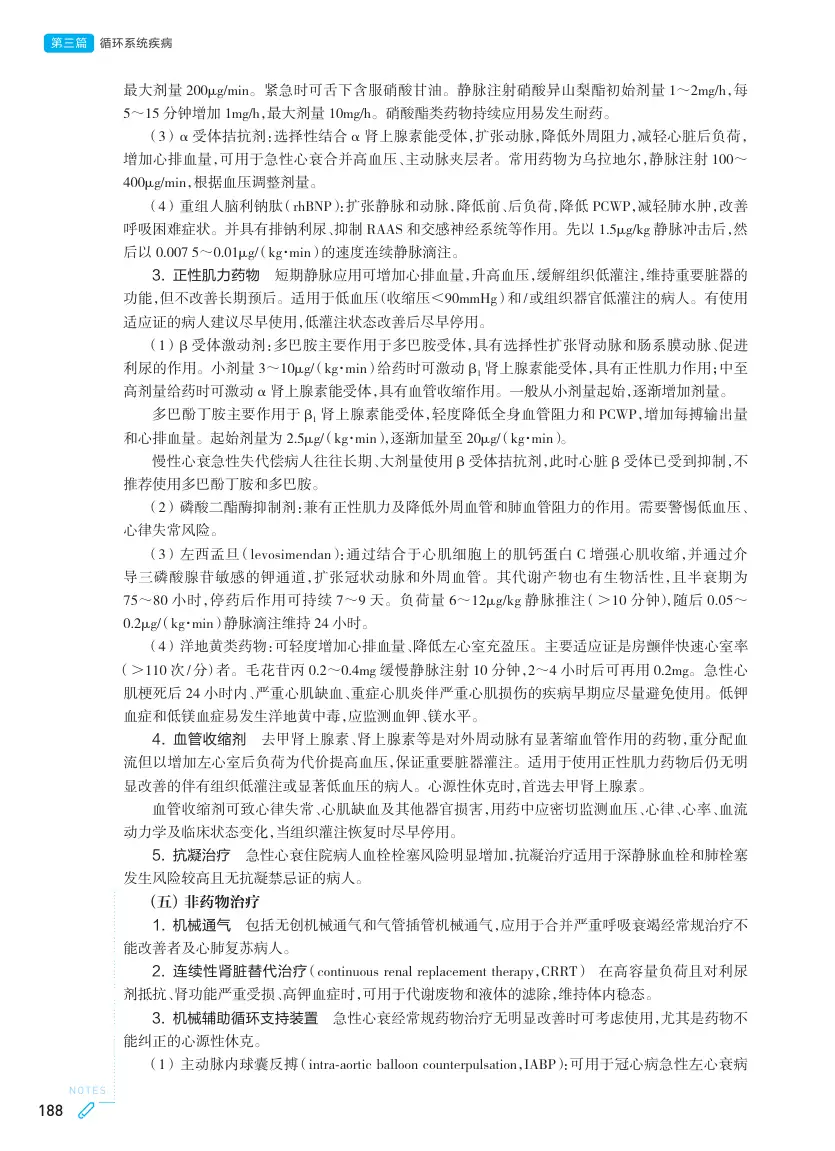 第三篇 循环系统疾病
最大剂量 200μg/min。紧急时可舌下含服硝酸甘油。静脉注射硝酸异山梨酯初始剂量 1～2mg/h,每
5～15 分钟增加 1mg/h,最大剂量 10mg/h。硝酸酯类药物持续应用易发生耐药。
（3）α 受体拮抗剂:选择性结合 α 肾上腺素能受体,扩张动脉,降低外周阻力,减轻心脏后负荷,
增加心排血量,可用于急性心衰合并高血压、主动脉夹层者。常用药物为乌拉地尔,静脉注射 100～
400μg/min,根据血压调整剂量。
（4）重组人脑利钠肽（rhBNP）:扩张静脉和动脉,降低前、后负荷,降低 PCWP,减轻肺水肿,改善
呼吸困难症状。并具有排钠利尿、抑制 RAAS 和交感神经系统等作用。先以 1.5μg/kg 静脉冲击后,然
后以 0.007 5～0.01μg/（kg·min）的速度连续静脉滴注。
3. 正性肌力药物 短期静脉应用可增加心排血量,升高血压,缓解组织低灌注,维持重要脏器的
功能,但不改善长期预后。适用于低血压（收缩压＜90mmHg）和/或组织器官低灌注的病人。有使用
适应证的病人建议尽早使用,低灌注状态改善后尽早停用。
（1）β 受体激动剂:多巴胺主要作用于多巴胺受体,具有选择性扩张肾动脉和肠系膜动脉、促进
利尿的作用。小剂量 3～10μg/（kg·min）给药时可激动 β₁ 肾上腺素能受体,具有正性肌力作用;中至
高剂量给药时可激动 α 肾上腺素能受体,具有血管收缩作用。一般从小剂量起始,逐渐增加剂量。
多巴酚丁胺主要作用于 β₁ 肾上腺素能受体,轻度降低全身血管阻力和 PCWP,增加每搏输出量
和心排血量。起始剂量为 2.5μg/（kg·min）,逐渐加量至 20μg/（kg·min）。
慢性心衰急性失代偿病人往往长期、大剂量使用 β 受体拮抗剂,此时心脏 β 受体已受到抑制,不
推荐使用多巴酚丁胺和多巴胺。
（2）磷酸二酯酶抑制剂:兼有正性肌力及降低外周血管和肺血管阻力的作用。需要警惕低血压、
心律失常风险。
（3）左西孟旦（levosimendan）:通过结合于心肌细胞上的肌钙蛋白 C 增强心肌收缩,并通过介
导三磷酸腺苷敏感的钾通道,扩张冠状动脉和外周血管。其代谢产物也有生物活性,且半衰期为
75～80 小时,停药后作用可持续 7～9 天。负荷量 6～12μg/kg 静脉推注（＞10 分钟）,随后 0.05～
0.2μg/（kg·min）静脉滴注维持 24 小时。
（4）洋地黄类药物:可轻度增加心排血量、降低左心室充盈压。主要适应证是房颤伴快速心室率
（＞110 次/分）者。毛花苷丙 0.2～0.4mg 缓慢静脉注射 10 分钟,2～4 小时后可再用 0.2mg。急性心
肌梗死后 24 小时内、严重心肌缺血、重症心肌炎伴严重心肌损伤的疾病早期应尽量避免使用。低钾
血症和低镁血症易发生洋地黄中毒,应监测血钾、镁水平。
4. 血管收缩剂 去甲肾上腺素、肾上腺素等是对外周动脉有显著缩血管作用的药物,重分配血
流但以增加左心室后负荷为代价提高血压,保证重要脏器灌注。适用于使用正性肌力药物后仍无明
显改善的伴有组织低灌注或显著低血压的病人。心源性休克时,首选去甲肾上腺素。
血管收缩剂可致心律失常、心肌缺血及其他器官损害,用药中应密切监测血压、心律、心率、血流
动力学及临床状态变化,当组织灌注恢复时尽早停用。
5. 抗凝治疗 急性心衰住院病人血栓栓塞风险明显增加,抗凝治疗适用于深静脉血栓和肺栓塞
发生风险较高且无抗凝禁忌证的病人。
（五）非药物治疗
1. 机械通气 包括无创机械通气和气管插管机械通气,应用于合并严重呼吸衰竭经常规治疗不
能改善者及心肺复苏病人。
2. 连续性肾脏替代治疗（continuous renal replacement therapy,CRRT） 在高容量负荷且对利尿
剂抵抗、肾功能严重受损、高钾血症时,可用于代谢废物和液体的滤除,维持体内稳态。
3. 机械辅助循环支持装置 急性心衰经常规药物治疗无明显改善时可考虑使用,尤其是药物不
能纠正的心源性休克。
（1）主动脉内球囊反搏（intra-aortic balloon counterpulsation,IABP）:可用于冠心病急性左心衰病
NOTES
188